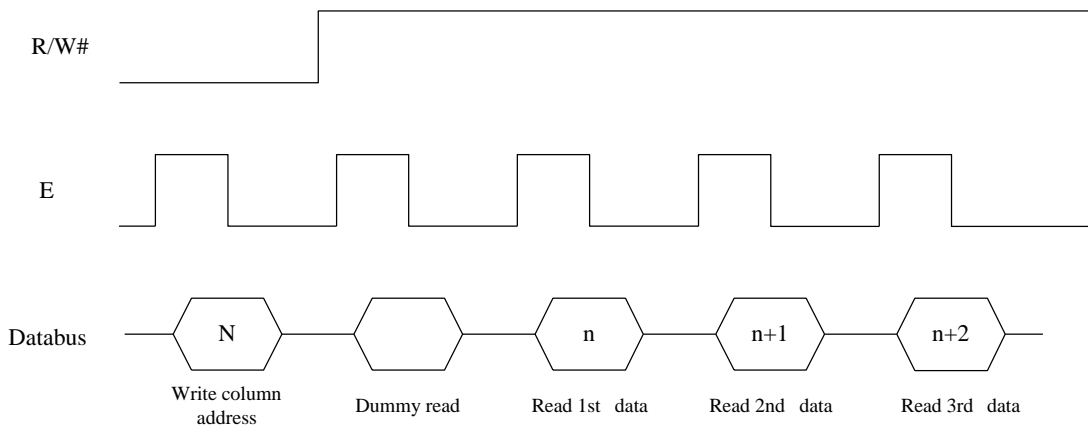 R/W#
E
Databus
N
n
n+1
n+2
Write column
address
Dummy read
Read 1st data
Read 2nd data
Read 3rd data